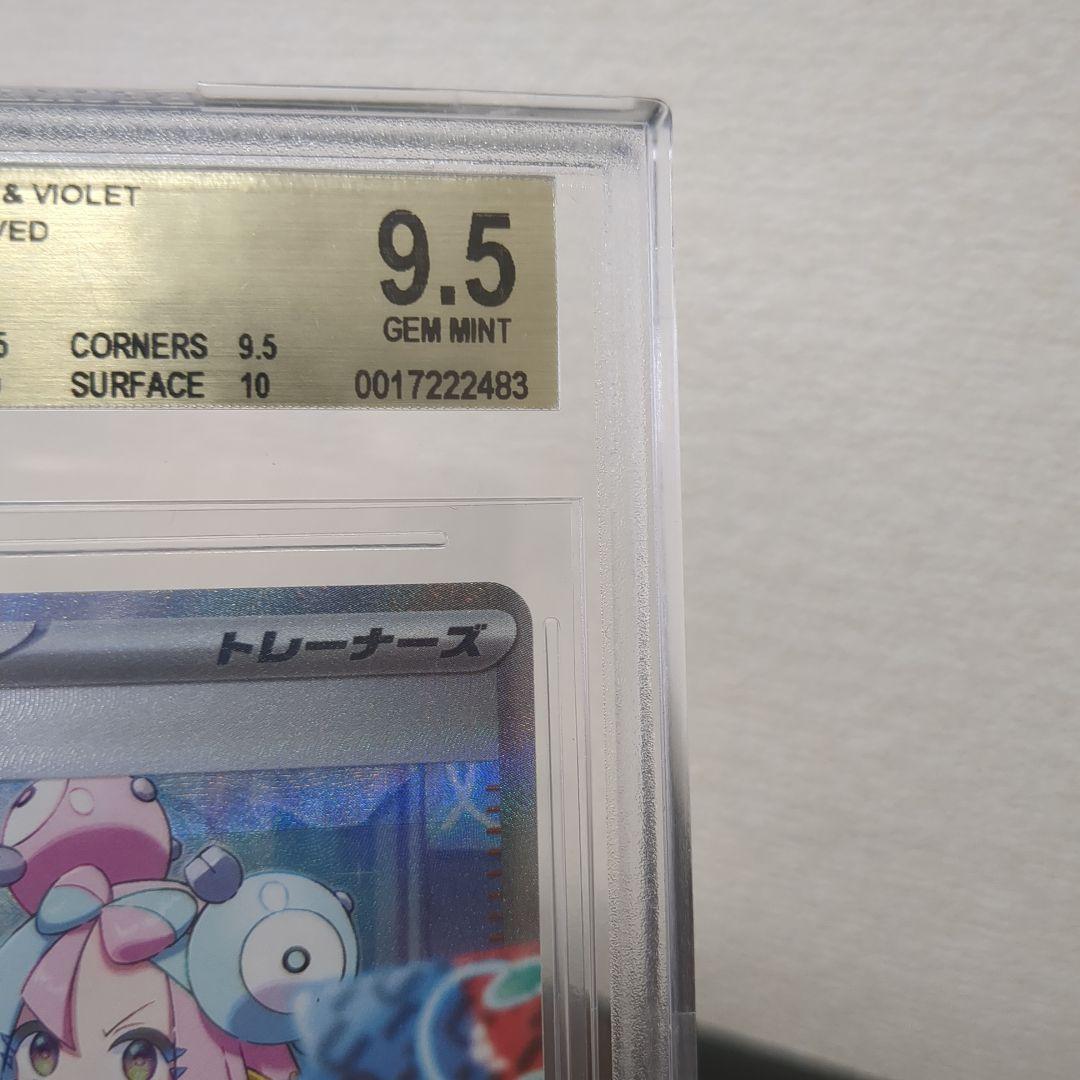 & VIOLET
VED
9.5
GEM MINT
5 CORNERS 9.5
SURFACE 10
0017222483
トレーナーズ